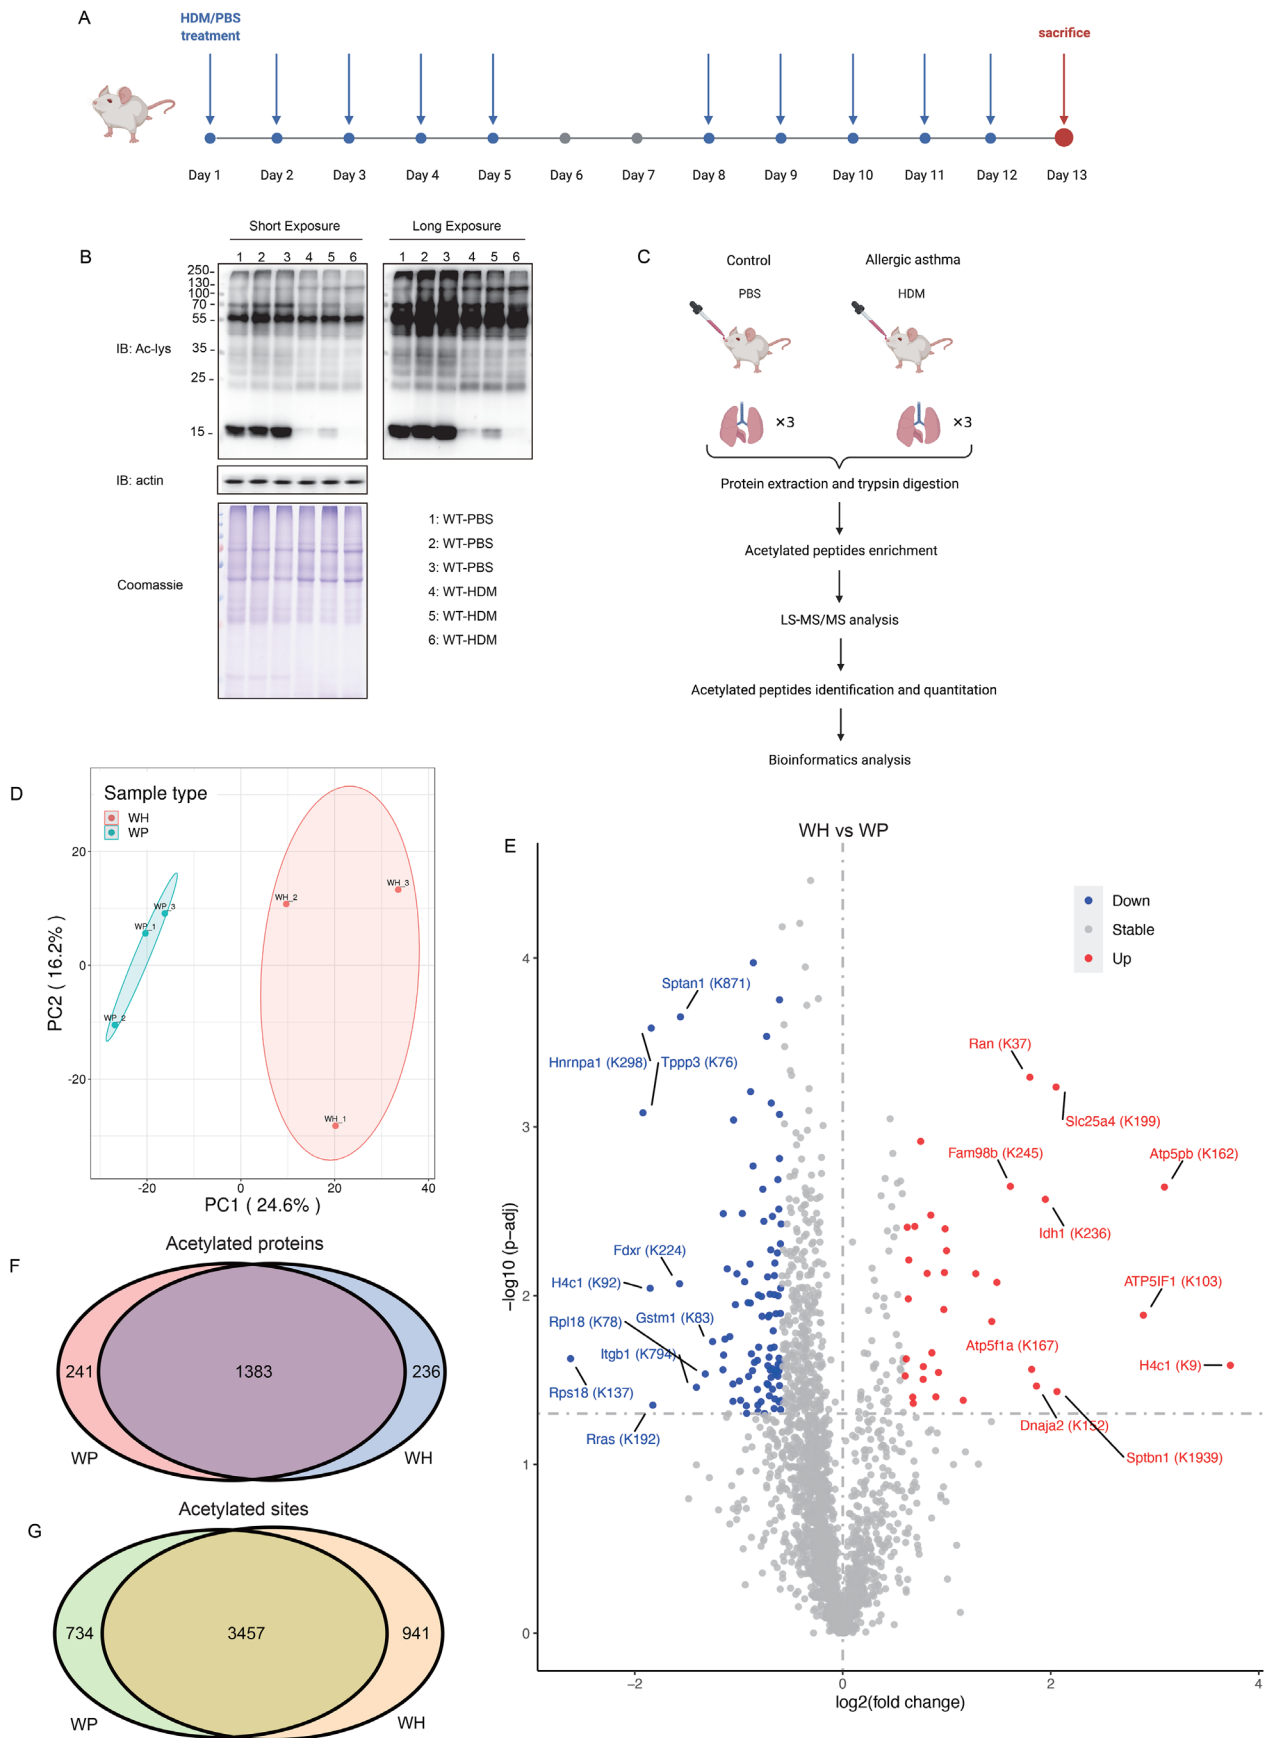 A
HDM/PBS
treatment
sacrifice
Day 1
Day 2
Day 3
Day 4
Day 5
Day 6
Day 7
Day 8
Day 9
Day 10
Day 11
Day 12
Day 13
B
Short Exposure
Long Exposure
1 2 3 4 5 6
1 2 3 4 5 6
250
130
100
70
55
35
25
15
IB: Ac-lys
IB: actin
Coomassie
1: WT-PBS
2: WT-PBS
3: WT-PBS
4: WT-HDM
5: WT-HDM
6: WT-HDM
C
Control
Allergic asthma
PBS
HDM
×3
×3
Protein extraction and trypsin digestion
Acetylated peptides enrichment
LS-MS/MS analysis
Acetylated peptides identification and quantitation
Bioinformatics analysis
D
Sample type
WH
WP
WH_3
WH_2
WP_3
WP_1
WP_2
WH_1
20
0
-20
PC2 ( 16.2% )
-20
0
20
40
PC1 ( 24.6% )
E
WH vs WP
Down
Stable
Up
Sptan1 (K871)
Hnrnpa1 (K298)
Tppp3 (K76)
Ran (K37)
Slc25a4 (K199)
Fam98b (K245)
Atp5pb (K162)
Idh1 (K236)
Fdxr (K224)
H4c1 (K92)
ATP5IF1 (K103)
Rpl18 (K78)
Gstm1 (K83)
Itgb1 (K794)
Atp5f1a (K167)
H4c1 (K9)
Rps18 (K137)
Dnaja2 (K152)
Rras (K192)
Sptbn1 (K1939)
4
3
2
1
0
−log10 (p−adj)
−2
0
2
4
log2(fold change)
F
Acetylated proteins
241
1383
236
WP
WH
G
Acetylated sites
734
3457
941
WP
WH